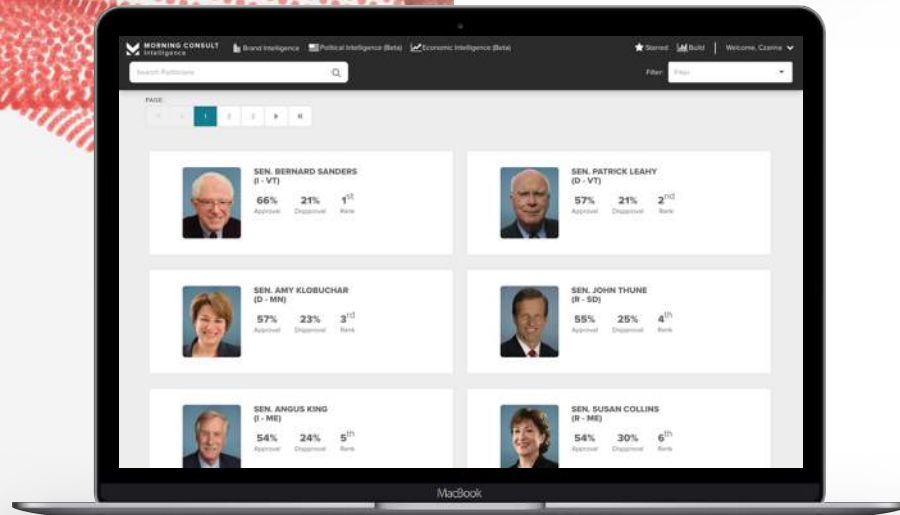 MORNING CONSULT
Intelligence
Brand Intelligence
Political Intelligence (Beta)
Economic Intelligence (Beta)
Starred
Build
Welcome, Czarina
Search Politicians
Filter:
Filter
PAGE:
1
2
3
SEN. BERNARD SANDERS
(I - VT)
66% 21% 1st
Approval Disapproval Rank
SEN. PATRICK LEAHY
(D - VT)
57% 21% 2nd
Approval Disapproval Rank
SEN. AMY KLOBUCHAR
(D - MN)
57% 23% 3rd
Approval Disapproval Rank
SEN. JOHN THUNE
(R - SD)
55% 25% 4th
Approval Disapproval Rank
SEN. ANGUS KING
(I - ME)
54% 24% 5th
Approval Disapproval Rank
SEN. SUSAN COLLINS
(R - ME)
54% 30% 6th
Approval Disapproval Rank
MacBook